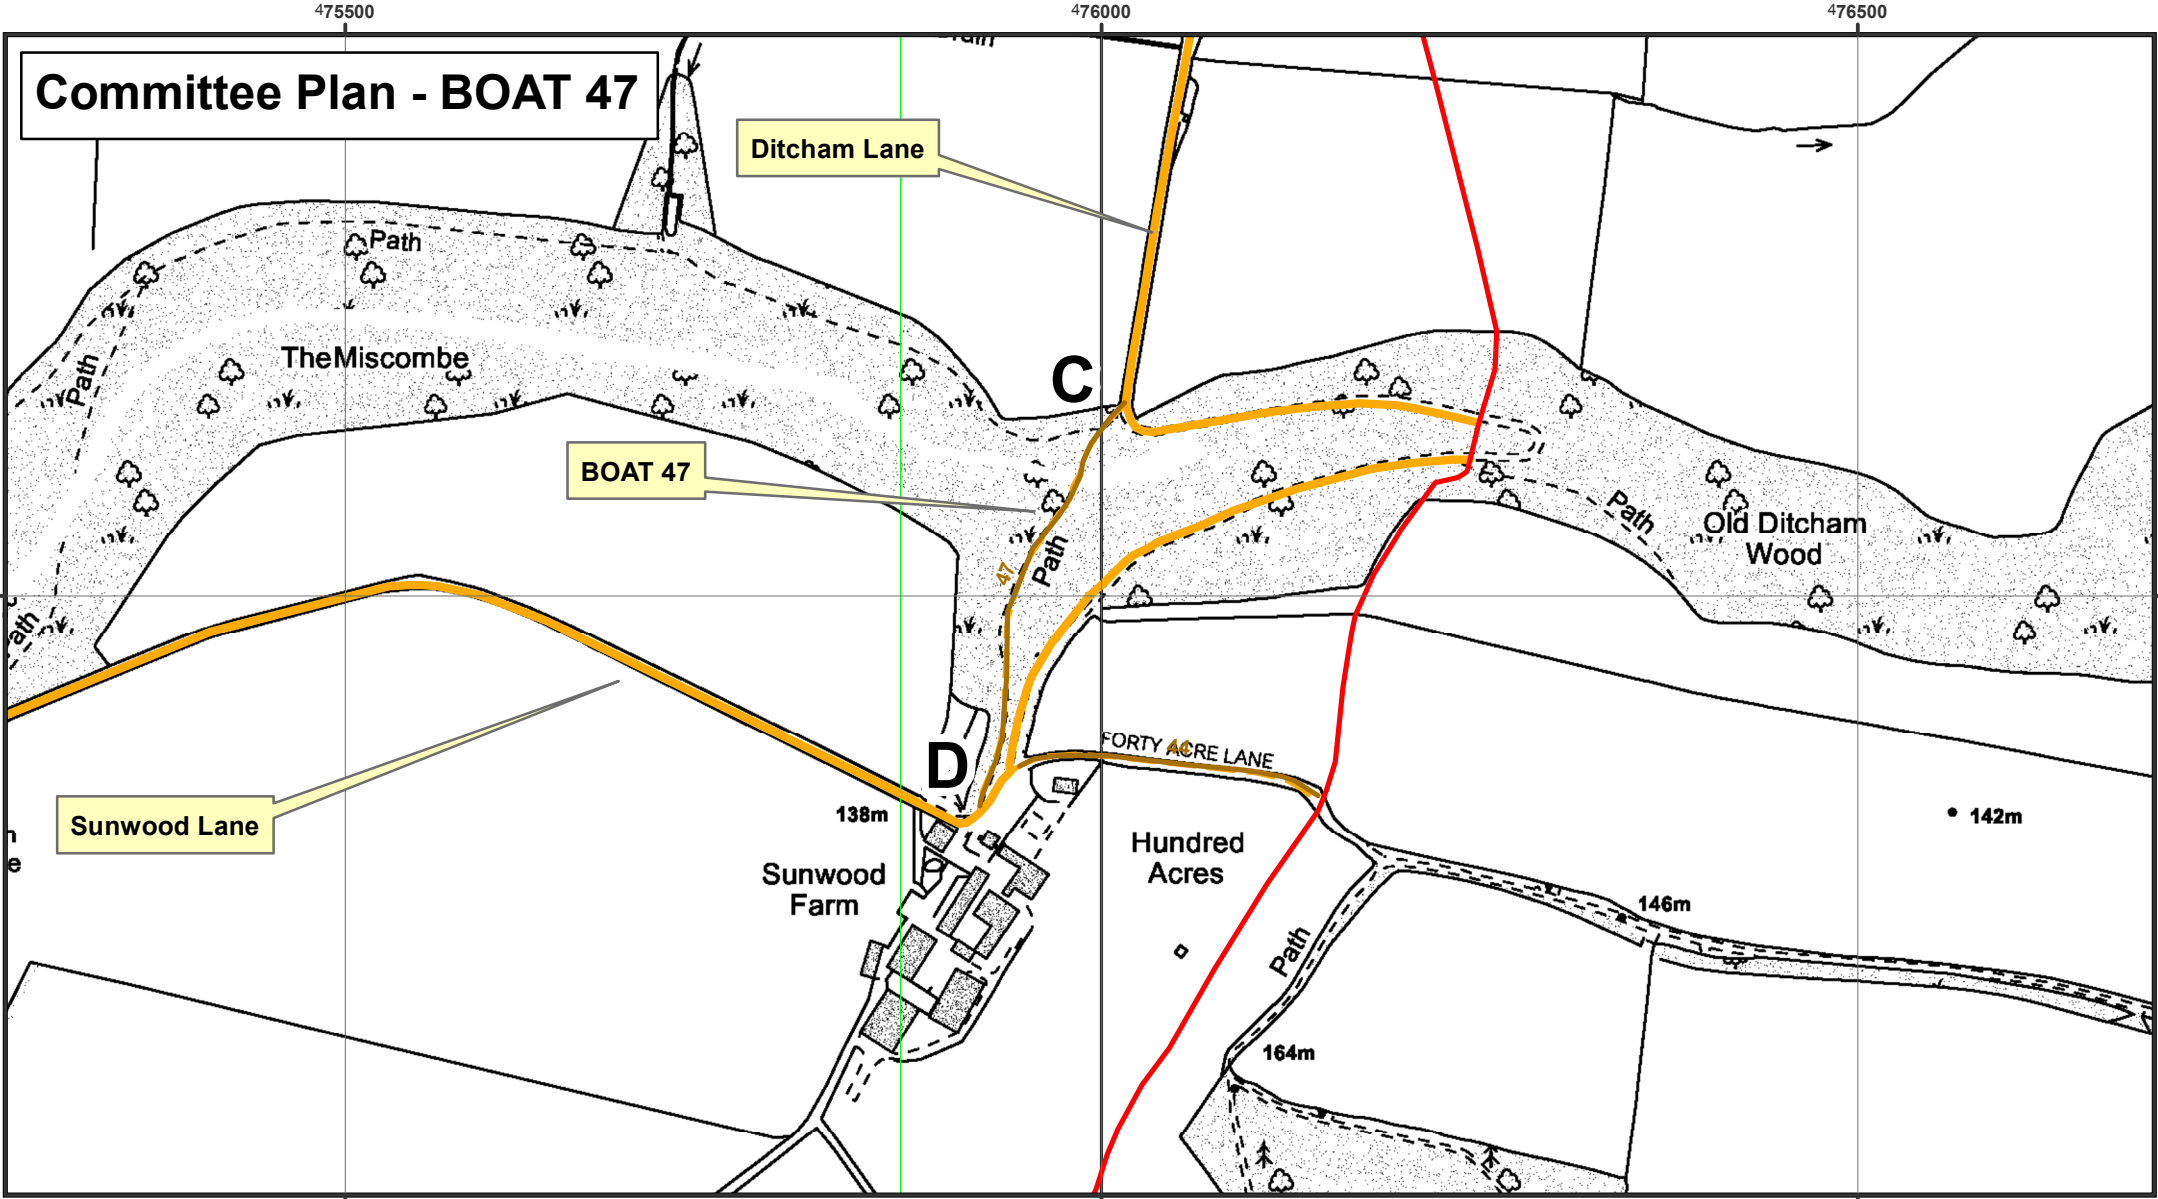 475500
476000
476500
Committee Plan - BOAT 47
Ditcham Lane
Path
TheMiscombe
Path
C
BOAT 47
47
Path
Path
Old Ditcham
Wood
D
FORTY ACRE LANE
44
Sunwood Lane
138m
142m
Hundred
Acres
Sunwood
Farm
146m
Path
164m